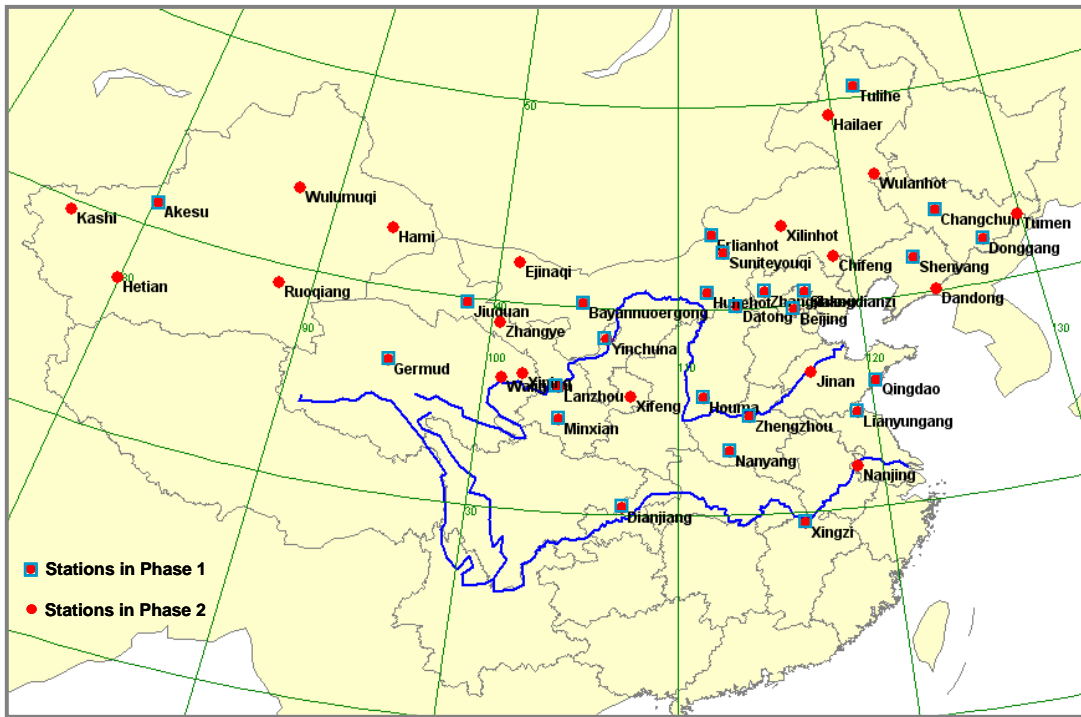 50
Tulihe
Hailaer
Wulanhot
Wulumuqi
Akesu
Kashl
Changchun
Tumen
Hami
Erlianhot
Xilinhot
Donggang
Suniteyouqi
Chifeng
Shenyang
Ejinaqi
Hetian
Ruoqiang
Dandong
Jiuquan
Bayannuoergong
Datong
Beijing
90
Zhangye
130
Yinchuna
100
Germud
120
Jinan
Qingdao
Lanzhou
Xifeng
Houma
Lianyungang
Minxian
Zhengzhou
Nanyang
Nanjing
30
Dianjiang
Xingzi
Stations in Phase 1
Stations in Phase 2